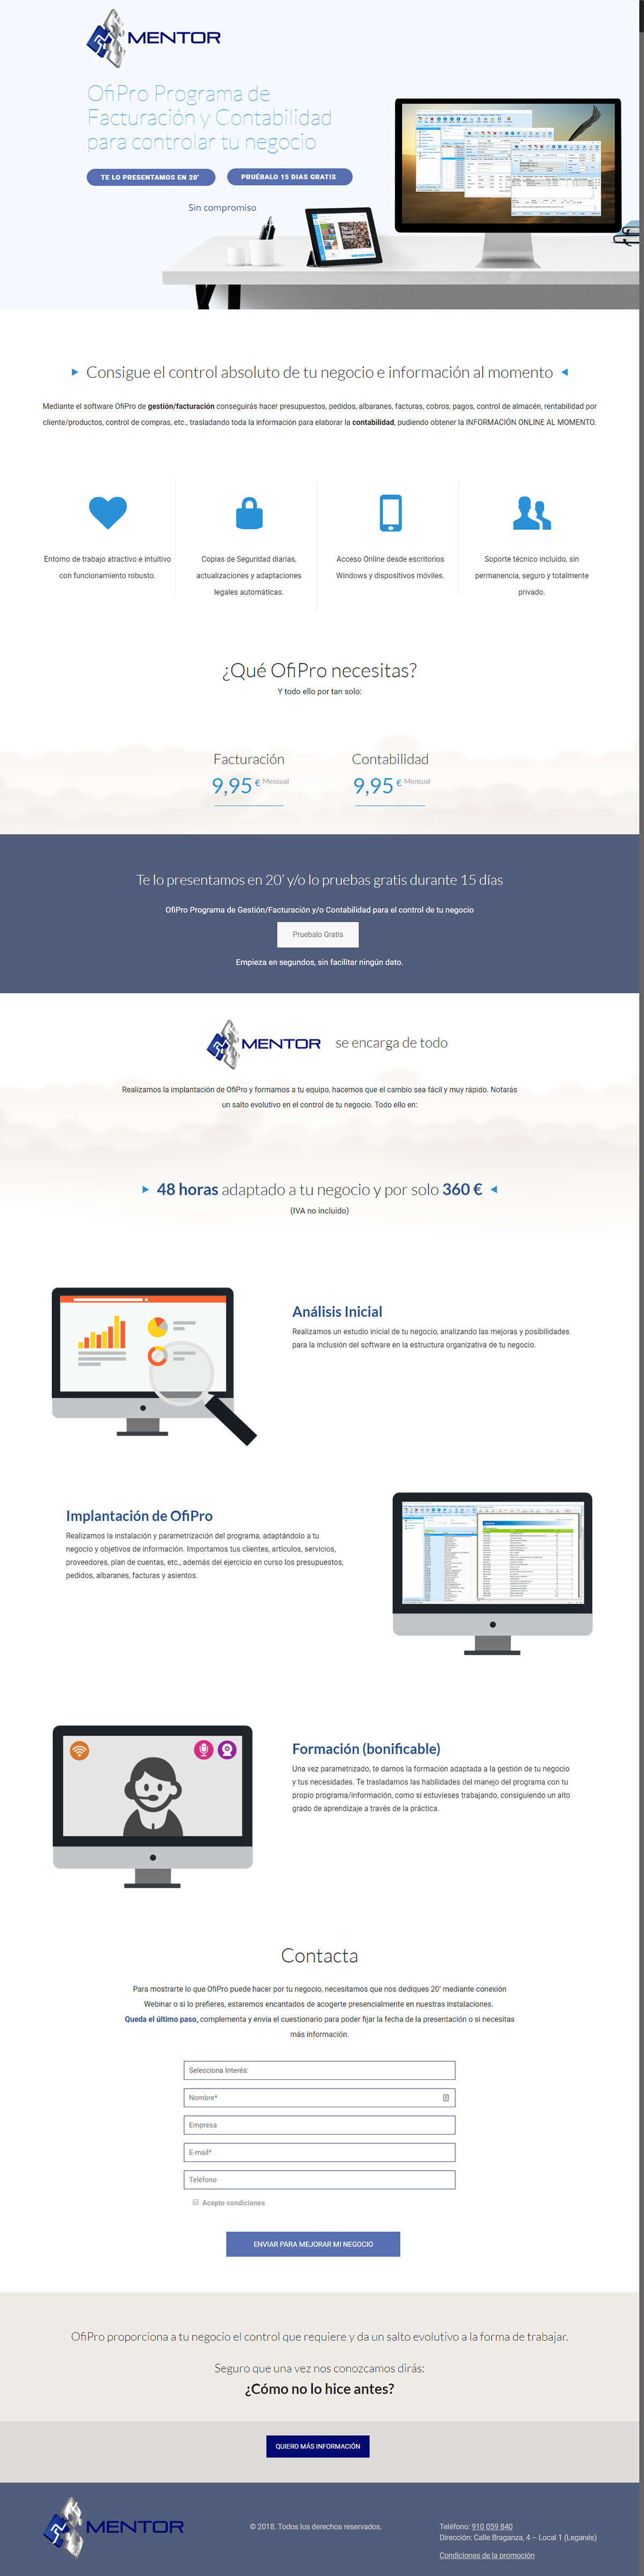 MENTOR
OfiPro Programa de
Facturación y Contabilidad
para controlar tu negocio
TE LO PRESENTAMOS EN 20'
PRUÉBALO 15 DIAS GRATIS
Sin compromiso
Consigue el control absoluto de tu negocio e información al momento
Mediante el software OfiPro de gestión/facturación conseguirás hacer presupuestos, pedidos, albaranes, facturas, cobros, pagos, control de almacén, rentabilidad por
cliente/productos, control de compras, etc., trasladando toda la información para elaborar la contabilidad, pudiendo obtener la INFORMACIÓN ONLINE AL MOMENTO.
Entorno de trabajo atractivo e intuitivo
con funcionamiento robusto.
Copias de Seguridad diarias,
actualizaciones y adaptaciones
legales automáticas.
Acceso Online desde escritorios
Windows y dispositivos móviles.
Soporte técnico incluido, sin
permanencia, seguro y totalmente
privado.
¿Qué OfiPro necesitas?
Y todo ello por tan solo:
Facturación
9,95 € Mensual
Contabilidad
9,95 € Mensual
Te lo presentamos en 20' y/o lo pruebas gratis durante 15 días
OfiPro Programa de Gestión/Facturación y/o Contabilidad para el control de tu negocio
Pruebalo Gratis
Empieza en segundos, sin facilitar ningún dato.
MENTOR se encarga de todo
Realizamos la implantación de OfiPro y formamos a tu equipo, hacemos que el cambio sea fácil y muy rápido. Notarás
un salto evolutivo en el control de tu negocio. Todo ello en:
48 horas adaptado a tu negocio y por solo 360 €
(IVA no incluido)
Análisis Inicial
Realizamos un estudio inicial de tu negocio, analizando las mejoras y posibilidades
para la inclusión del software en la estructura organizativa de tu negocio.
Implantación de OfiPro
Realizamos la instalación y parametrización del programa, adaptándolo a tu
negocio y objetivos de información. Importamos tus clientes, artículos, servicios,
proveedores, plan de cuentas, etc., además del ejercicio en curso los presupuestos,
pedidos, albaranes, facturas y asientos.
Formación (bonificable)
Una vez parametrizado, te damos la formación adaptada a la gestión de tu negocio
y tus necesidades. Te trasladamos las habilidades del manejo del programa con tu
propio programa/información, como si estuvieses trabajando, consiguiendo un alto
grado de aprendizaje a través de la práctica.
Contacta
Para mostrarte lo que OfiPro puede hacer por tu negocio, necesitamos que nos dediques 20' mediante conexión
Webinar o si lo prefieres, estaremos encantados de acogerte presencialmente en nuestras instalaciones.
Queda el último paso, complementa y envía el cuestionario para poder fijar la fecha de la presentación o si necesitas
más información.
Selecciona Interés:
Nombre*
Empresa
E-mail*
Teléfono
Acepto condiciones
ENVIAR PARA MEJORAR MI NEGOCIO
OfiPro proporciona a tu negocio el control que requiere y da un salto evolutivo a la forma de trabajar.
Seguro que una vez nos conozcamos dirás:
¿Cómo no lo hice antes?
QUIERO MÁS INFORMACIÓN
MENTOR
© 2018. Todos los derechos reservados.
Teléfono: 910 059 840
Dirección: Calle Braganza, 4 – Local 1 (Leganés)
Condiciones de la promoción